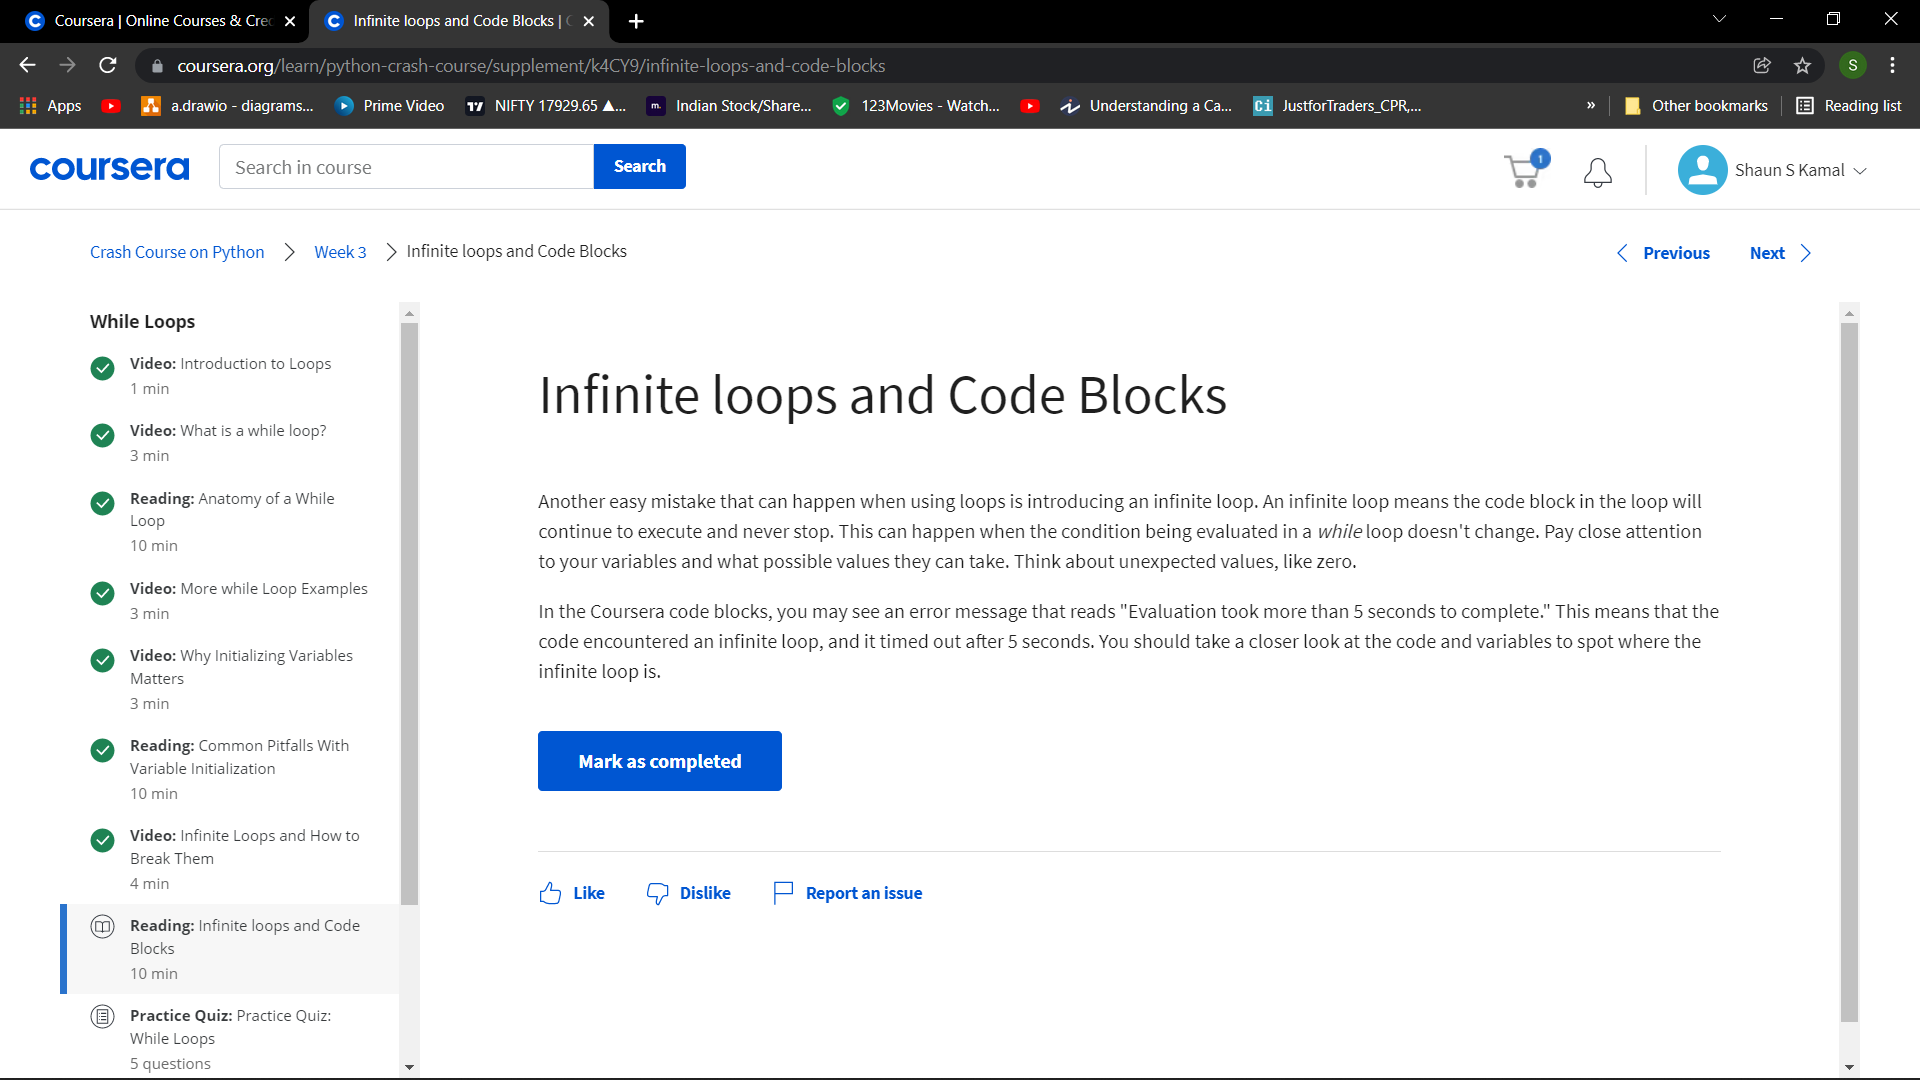 Coursera | Online Courses & Cre
Infinite loops and Code Blocks |
coursera.org/learn/python-crash-course/supplement/k4CY9/infinite-loops-and-code-blocks
S
Apps
a.drawio - diagrams...
Prime Video
NIFTY 17929.65 ▲...
m.
Indian Stock/Share...
123Movies - Watch...
Understanding a Ca...
Ci
JustforTraders_CPR,...
»
Other bookmarks
Reading list
coursera
Search in course
Search
1
Shaun S Kamal
Crash Course on Python
Week 3
Infinite loops and Code Blocks
Previous
Next
While Loops
Video: Introduction to Loops
1 min
Video: What is a while loop?
3 min
Reading: Anatomy of a While
Loop
10 min
Video: More while Loop Examples
3 min
Video: Why Initializing Variables
Matters
3 min
Reading: Common Pitfalls With
Variable Initialization
10 min
Video: Infinite Loops and How to
Break Them
4 min
Reading: Infinite loops and Code
Blocks
10 min
Practice Quiz: Practice Quiz:
While Loops
5 questions
Infinite loops and Code Blocks
Another easy mistake that can happen when using loops is introducing an infinite loop. An infinite loop means the code block in the loop will
continue to execute and never stop. This can happen when the condition being evaluated in a while loop doesn't change. Pay close attention
to your variables and what possible values they can take. Think about unexpected values, like zero.
In the Coursera code blocks, you may see an error message that reads "Evaluation took more than 5 seconds to complete." This means that the
code encountered an infinite loop, and it timed out after 5 seconds. You should take a closer look at the code and variables to spot where the
infinite loop is.
Mark as completed
Like
Dislike
Report an issue